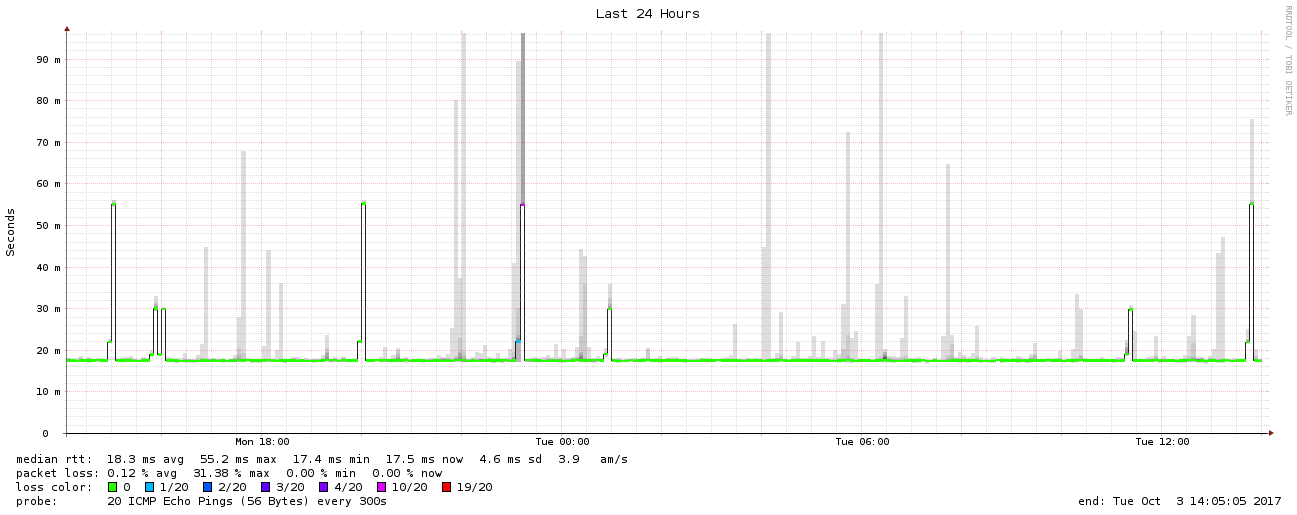 Last 24 Hours
RRDTOOL / TOBI OETIKER
Seconds
90 m
80 m
70 m
60 m
50 m
40 m
30 m
20 m
10 m
0
Mon 18:00 Tue 00:00 Tue 06:00 Tue 12:00
median rtt: 18.3 ms avg 55.2 ms max 17.4 ms min 17.5 ms now 4.6 ms sd 3.9 am/s
packet loss: 0.12 % avg 31.38 % max 0.00 % min 0.00 % now
loss color: 0 1/20 2/20 3/20 4/20 10/20 19/20
probe: 20 ICMP Echo Pings (56 Bytes) every 300s end: Tue Oct 3 14:05:05 2017